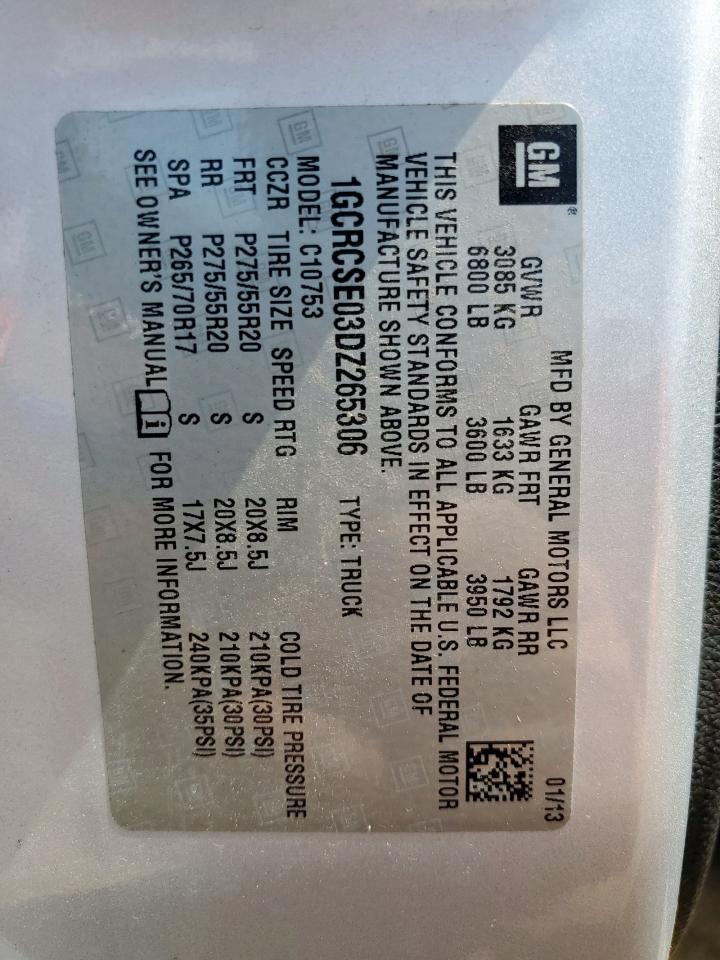 GM®
MFD BY GENERAL MOTORS LLC 01/13
GVWR GAWR FRT GAWR RR
3085 KG 1633 KG 1792 KG
6800 LB 3600 LB 3950 LB
THIS VEHICLE CONFORMS TO ALL APPLICABLE U.S. FEDERAL MOTOR
VEHICLE SAFETY STANDARDS IN EFFECT ON THE DATE OF
MANUFACTURE SHOWN ABOVE.
1GCRCSE03DZ265306 TYPE: TRUCK
MODEL: C10753
CCZR TIRE SIZE SPEED RTG RIM COLD TIRE PRESSURE
FRT P275/55R20 S 20X8.5J 210KPA(30PSI)
RR P275/55R20 S 20X8.5J 210KPA(30PSI)
SPA P265/70R17 S 17X7.5J 240KPA(35PSI)
SEE OWNER'S MANUAL FOR MORE INFORMATION.